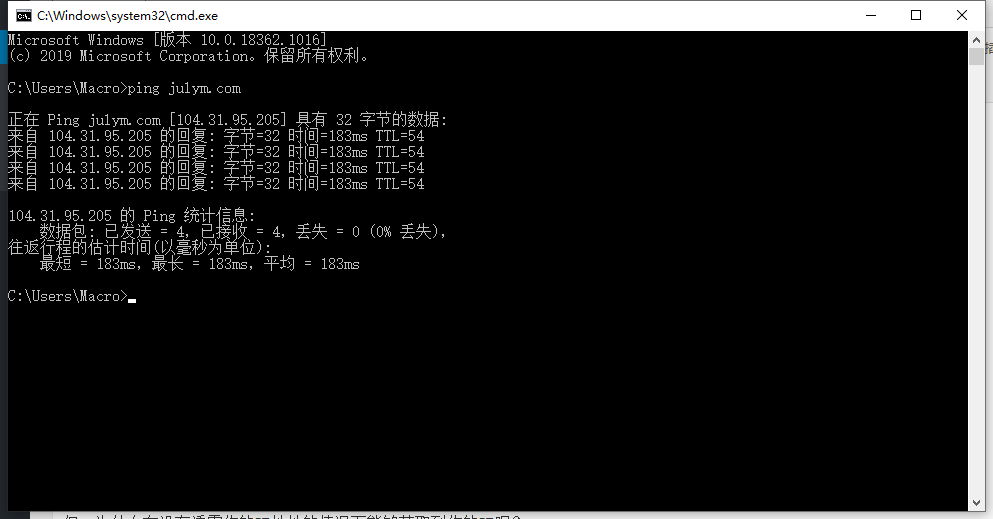 C:\Windows\system32\cmd.exe
Microsoft Windows [版本 10.0.18362.1016]
(c) 2019 Microsoft Corporation。保留所有权利。
C:\Users\Macro>ping julym.com
正在 Ping julym.com [104.31.95.205] 具有 32 字节的数据:
来自 104.31.95.205 的回复: 字节=32 时间=183ms TTL=54
来自 104.31.95.205 的回复: 字节=32 时间=183ms TTL=54
来自 104.31.95.205 的回复: 字节=32 时间=183ms TTL=54
来自 104.31.95.205 的回复: 字节=32 时间=183ms TTL=54
104.31.95.205 的 Ping 统计信息:
数据包: 已发送 = 4，已接收 = 4，丢失 = 0 (0% 丢失)，
往返行程的估计时间(以毫秒为单位):
最短 = 183ms，最长 = 183ms，平均 = 183ms
C:\Users\Macro>